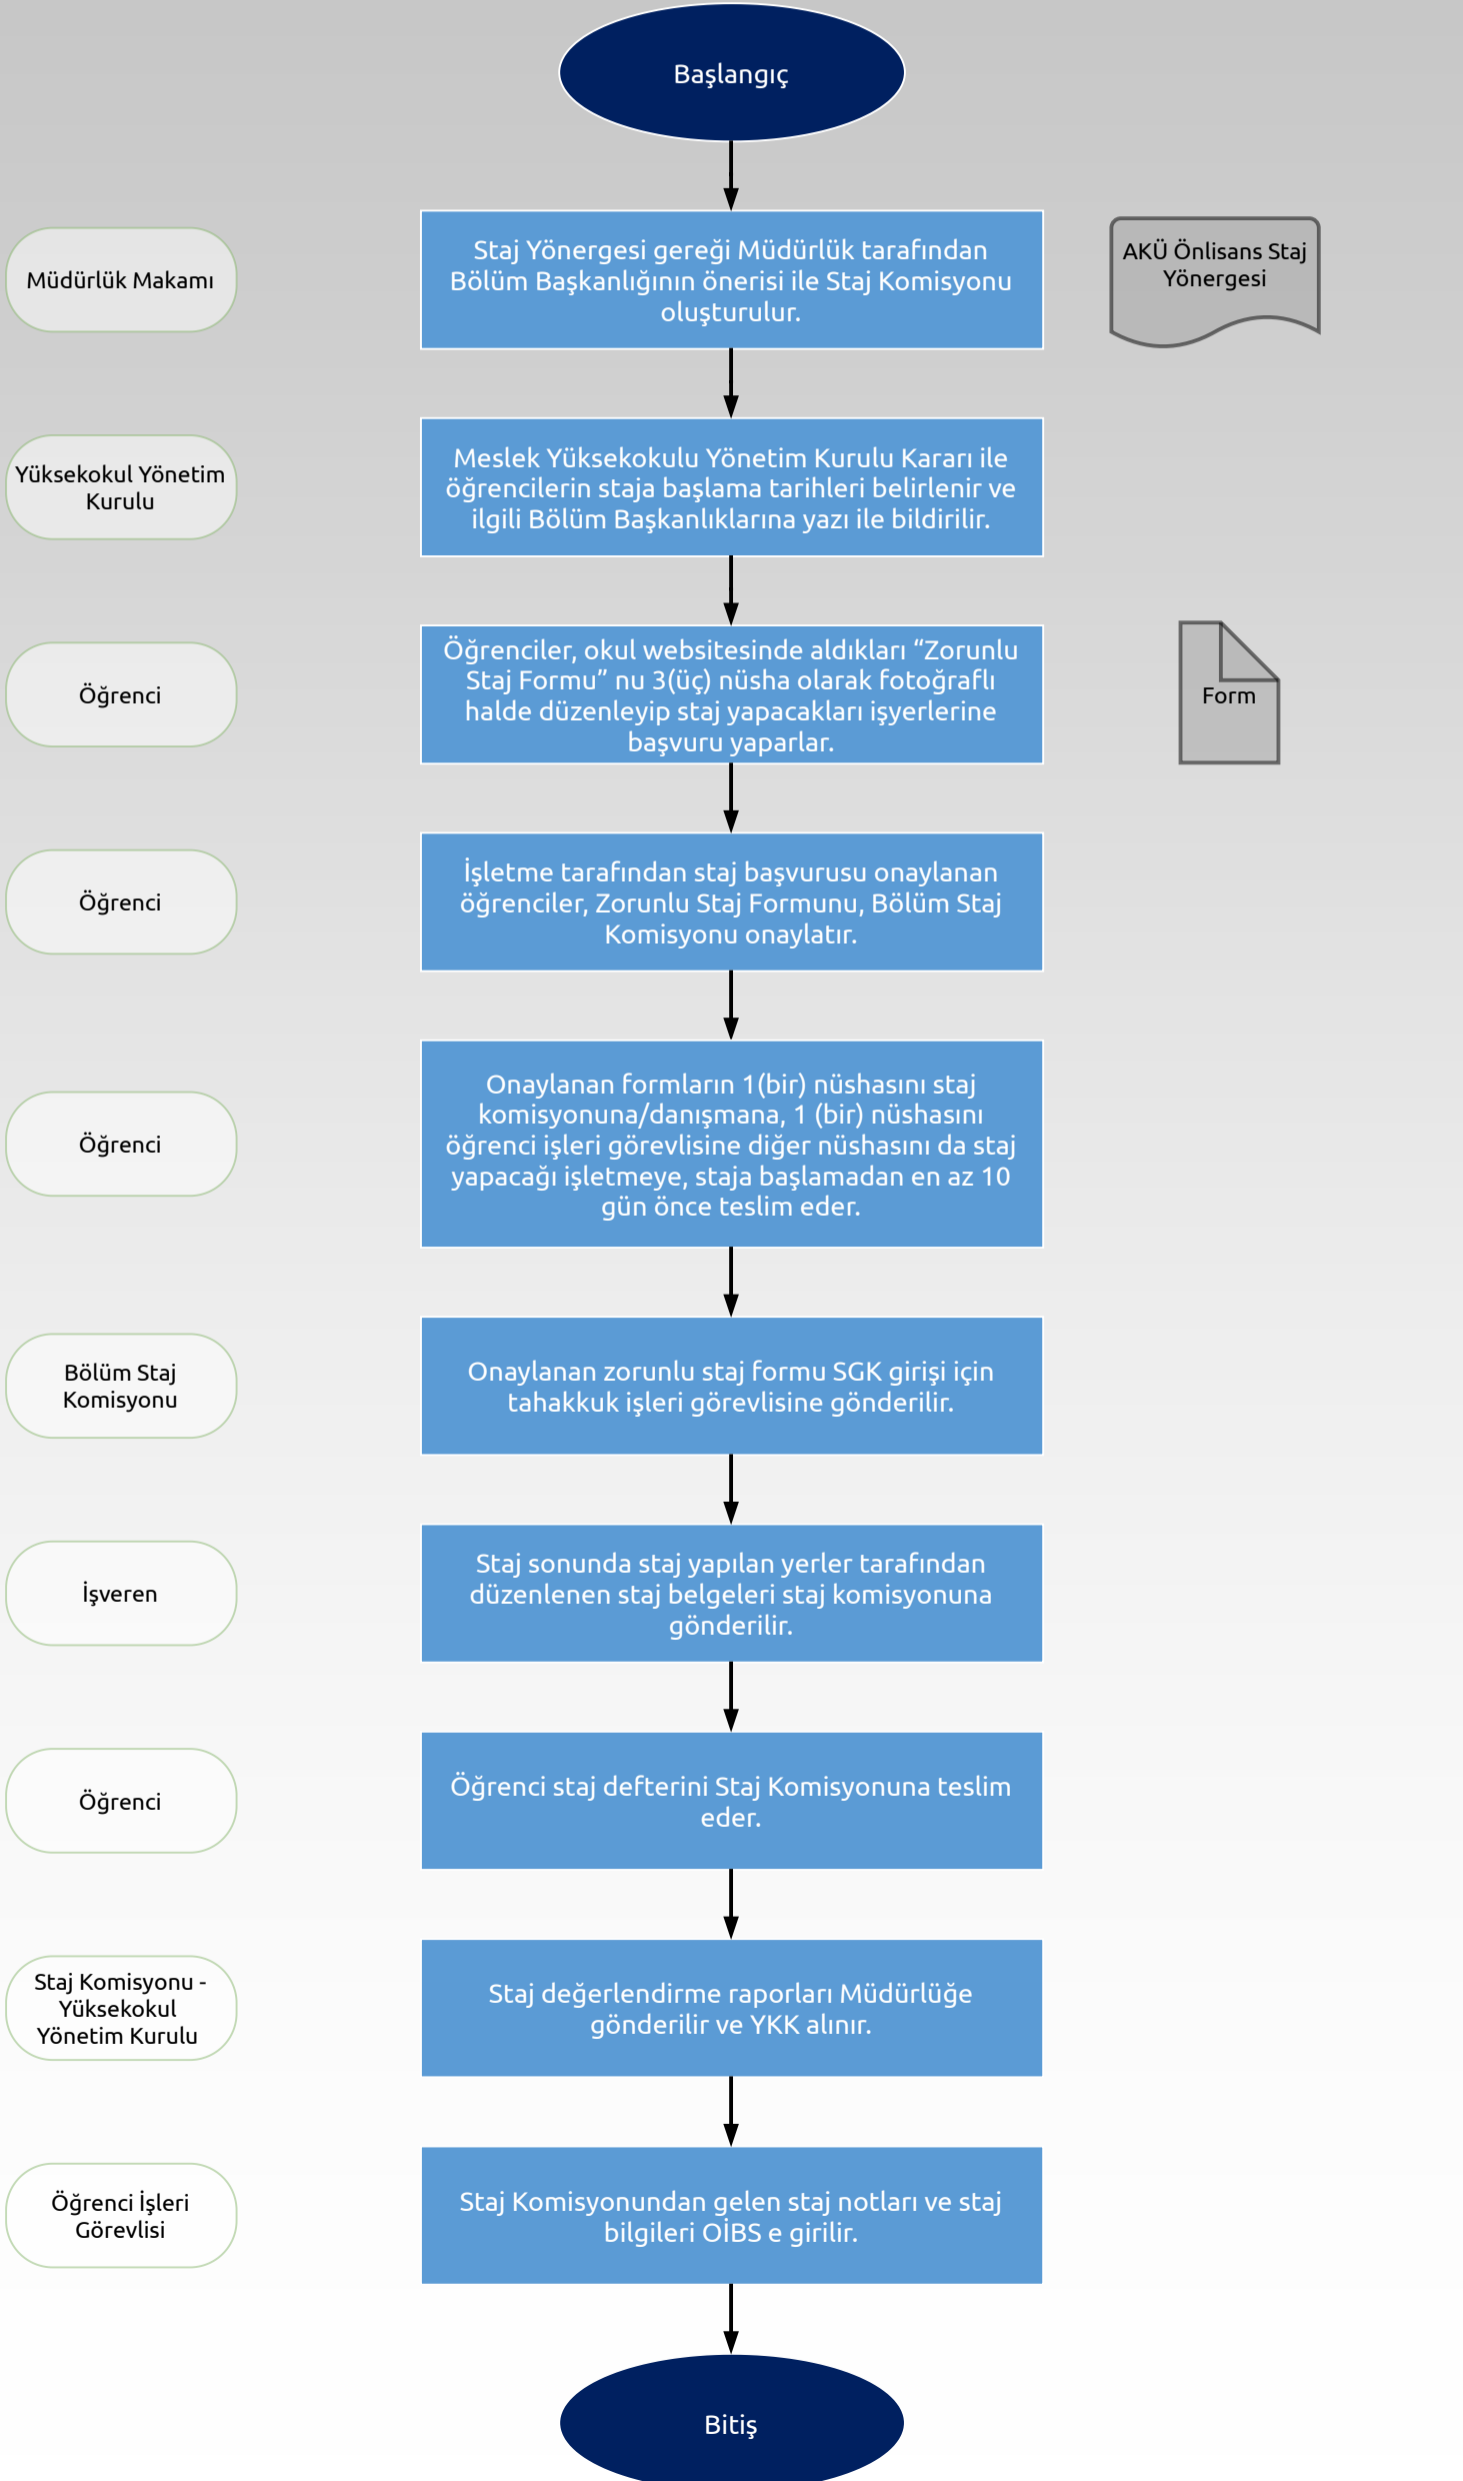 Başlangıç
Müdürlük Makamı
Staj Yönergesi gereği Müdürlük tarafından
Bölüm Başkanlığının önerisi ile Staj Komisyonu
oluşturulur.
AKÜ Önlisans Staj
Yönergesi
Yüksekokul Yönetim
Kurulu
Meslek Yüksekokulu Yönetim Kurulu Kararı ile
öğrencilerin staja başlama tarihleri belirlenir ve
ilgili Bölüm Başkanlıklarına yazı ile bildirilir.
Öğrenci
Öğrenciler, okul websitesinde aldıkları “Zorunlu
Staj Formu” nu 3(üç) nüsha olarak fotoğraflı
halde düzenleyip staj yapacakları işyerlerine
başvuru yaparlar.
Form
Öğrenci
İşletme tarafından staj başvurusu onaylanan
öğrenciler, Zorunlu Staj Formunu, Bölüm Staj
Komisyonu onaylatır.
Öğrenci
Onaylanan formların 1(bir) nüshasını staj
komisyonuna/danışmana, 1 (bir) nüshasını
öğrenci işleri görevlisine diğer nüshasını da staj
yapacağı işletmeye, staja başlamadan en az 10
gün önce teslim eder.
Bölüm Staj
Komisyonu
Onaylanan zorunlu staj formu SGK girişi için
tahakkuk işleri görevlisine gönderilir.
İşveren
Staj sonunda staj yapılan yerler tarafından
düzenlenen staj belgeleri staj komisyonuna
gönderilir.
Öğrenci
Öğrenci staj defterini Staj Komisyonuna teslim
eder.
Staj Komisyonu -
Yüksekokul
Yönetim Kurulu
Staj değerlendirme raporları Müdürlüğe
gönderilir ve YKK alınır.
Öğrenci İşleri
Görevlisi
Staj Komisyonundan gelen staj notları ve staj
bilgileri OİBS e girilir.
Bitiş